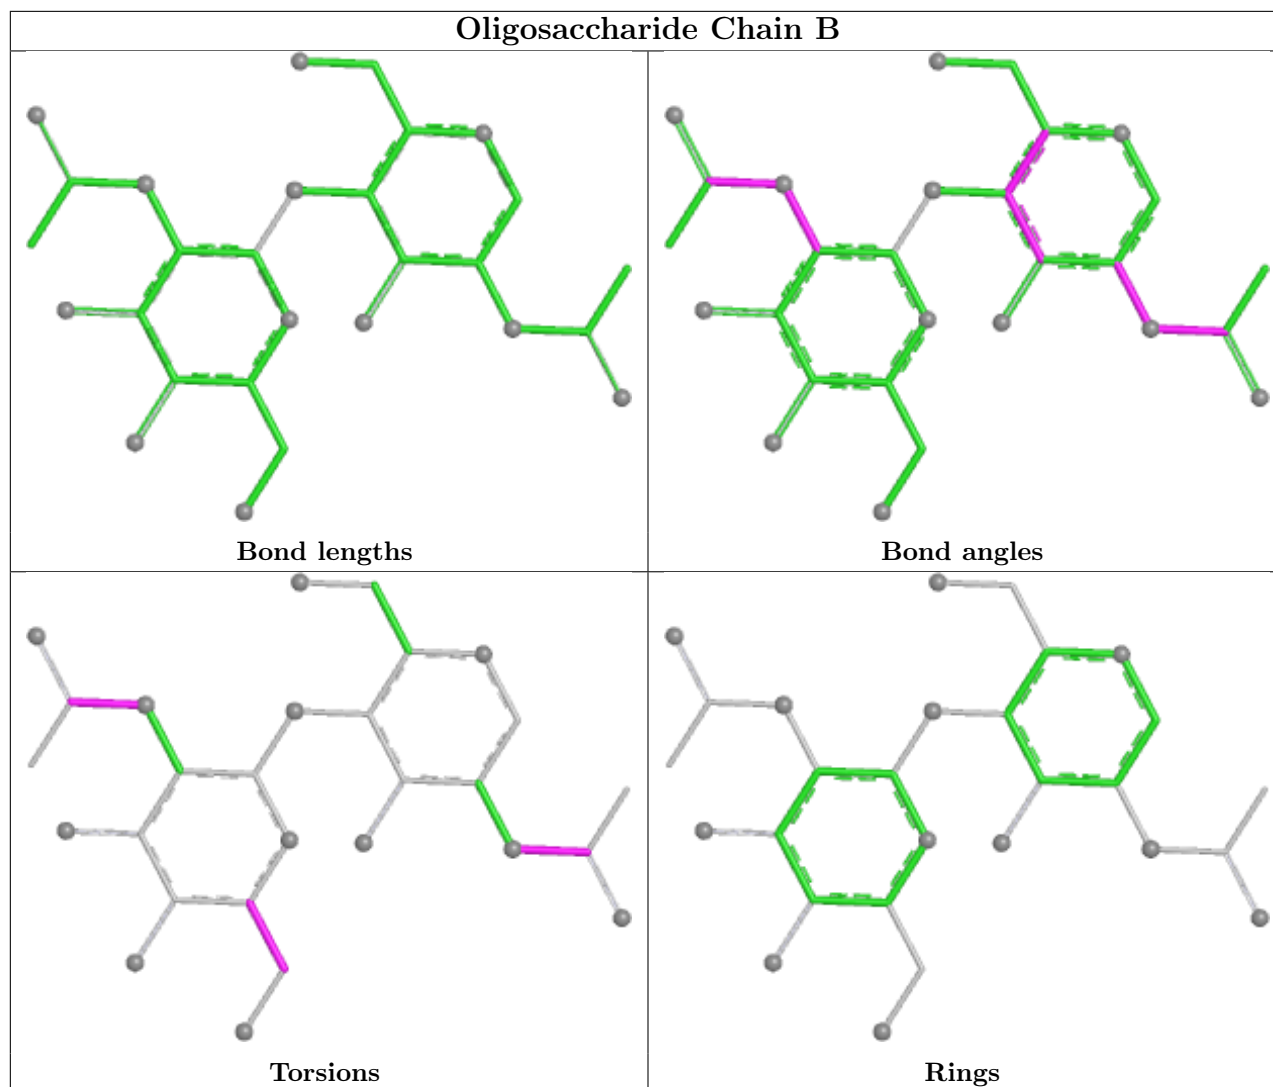 Oligosaccharide Chain B
Bond lengths
Bond angles
Torsions
Rings